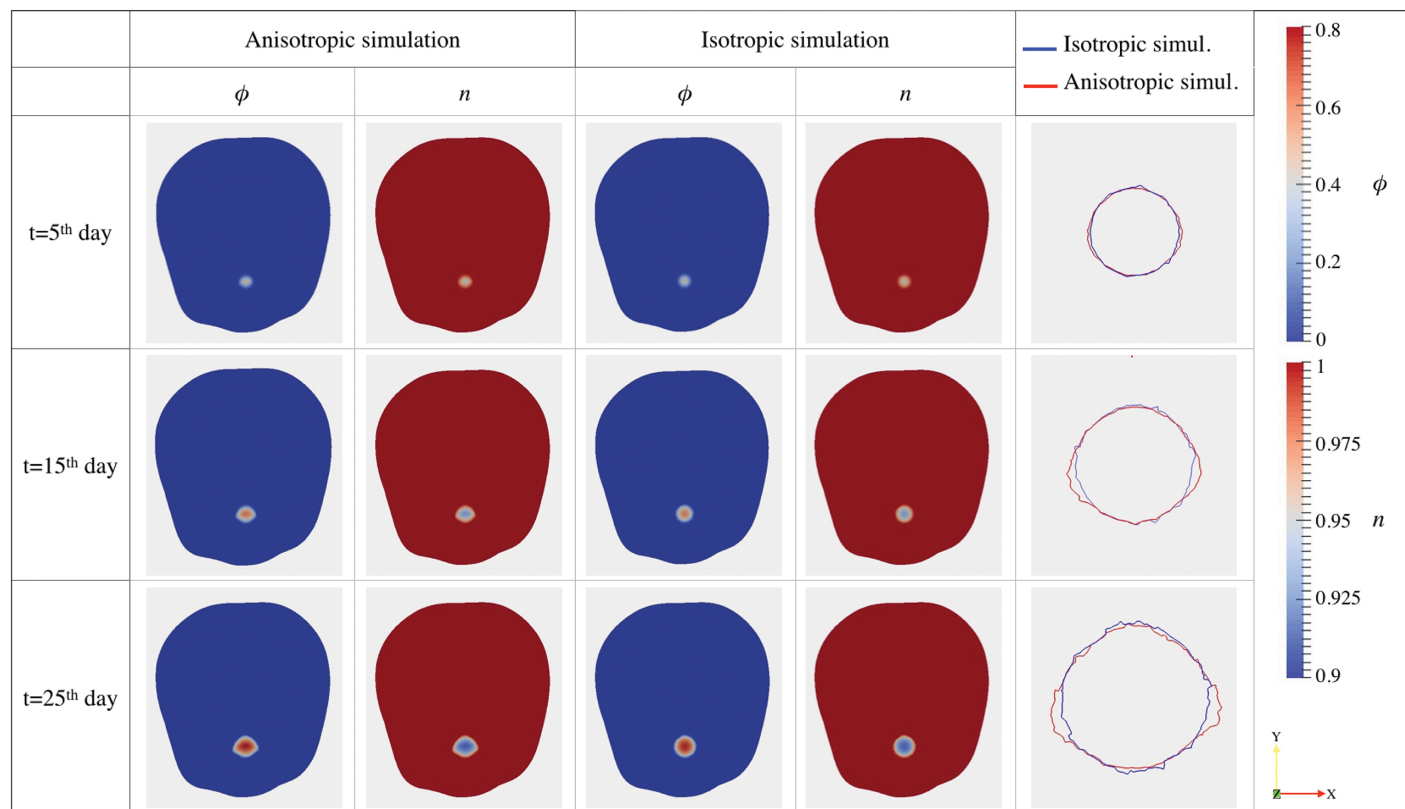 Anisotropic simulation
Isotropic simulation
Isotropic simul.
Anisotropic simul.
ϕ
n
ϕ
n
t=5th day
t=15th day
t=25th day
0.8
0.6
0.4
0.2
0
ϕ
1
0.975
0.95
0.925
0.9
n
Y
Z
X